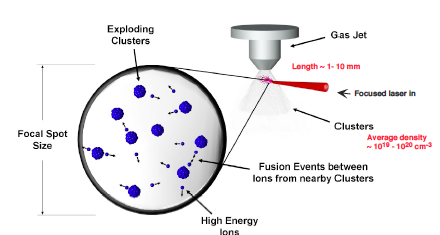 Exploding
Clusters
Gas Jet
Length ~ 1- 10 mm
Focused laser in
Clusters
Average density
~ 10¹⁹ - 10²⁰ cm⁻³
Focal Spot
Size
Fusion Events between
Ions from nearby Clusters
High Energy
Ions